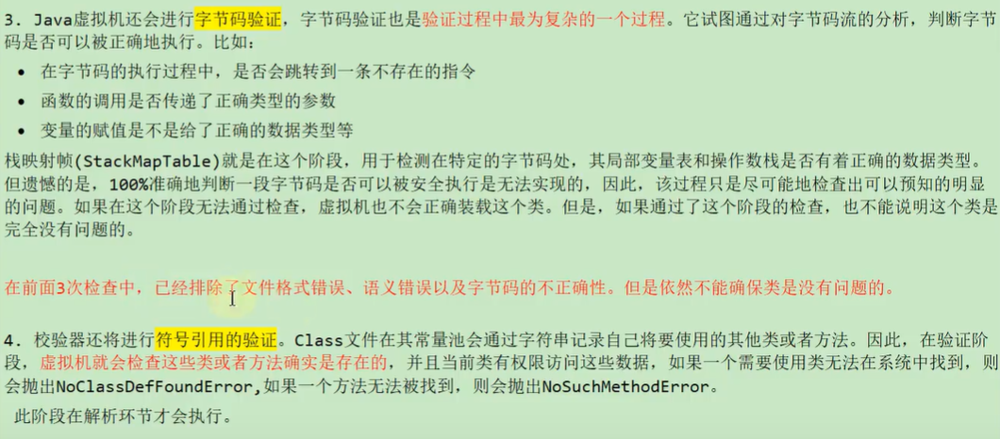 3. Java虚拟机还会进行字节码验证，字节码验证也是验证过程中最为复杂的一个过程。它试图通过对字节码流的分析，判断字节
码是否可以被正确地执行。比如：
• 在字节码的执行过程中，是否会跳转到一条不存在的指令
• 函数的调用是否传递了正确类型的参数
• 变量的赋值是不是给了正确的数据类型等
栈映射帧(StackMapTable)就是在这个阶段，用于检测在特定的字节码处，其局部变量表和操作数栈是否有着正确的数据类型。
但遗憾的是，100%准确地判断一段字节码是否可以被安全执行是无法实现的，因此，该过程只是尽可能地检查出可以预知的明显
的问题。如果在这个阶段无法通过检查，虚拟机也不会正确装载这个类。但是，如果通过了这个阶段的检查，也不能说明这个类是
完全没有问题的。
在前面3次检查中，已经排除了文件格式错误、语义错误以及字节码的不正确性。但是依然不能确保类是没有问题的。
4. 校验器还将进行符号引用的验证。Class文件在其常量池会通过字符串记录自己将要使用的其他类或者方法。因此，在验证阶
段，虚拟机就会检查这些类或者方法确实是存在的，并且当前类有权限访问这些数据，如果一个需要使用类无法在系统中找到，则
会抛出NoClassDefFoundError,如果一个方法无法被找到，则会抛出NoSuchMethodError。
此阶段在解析环节才会执行。